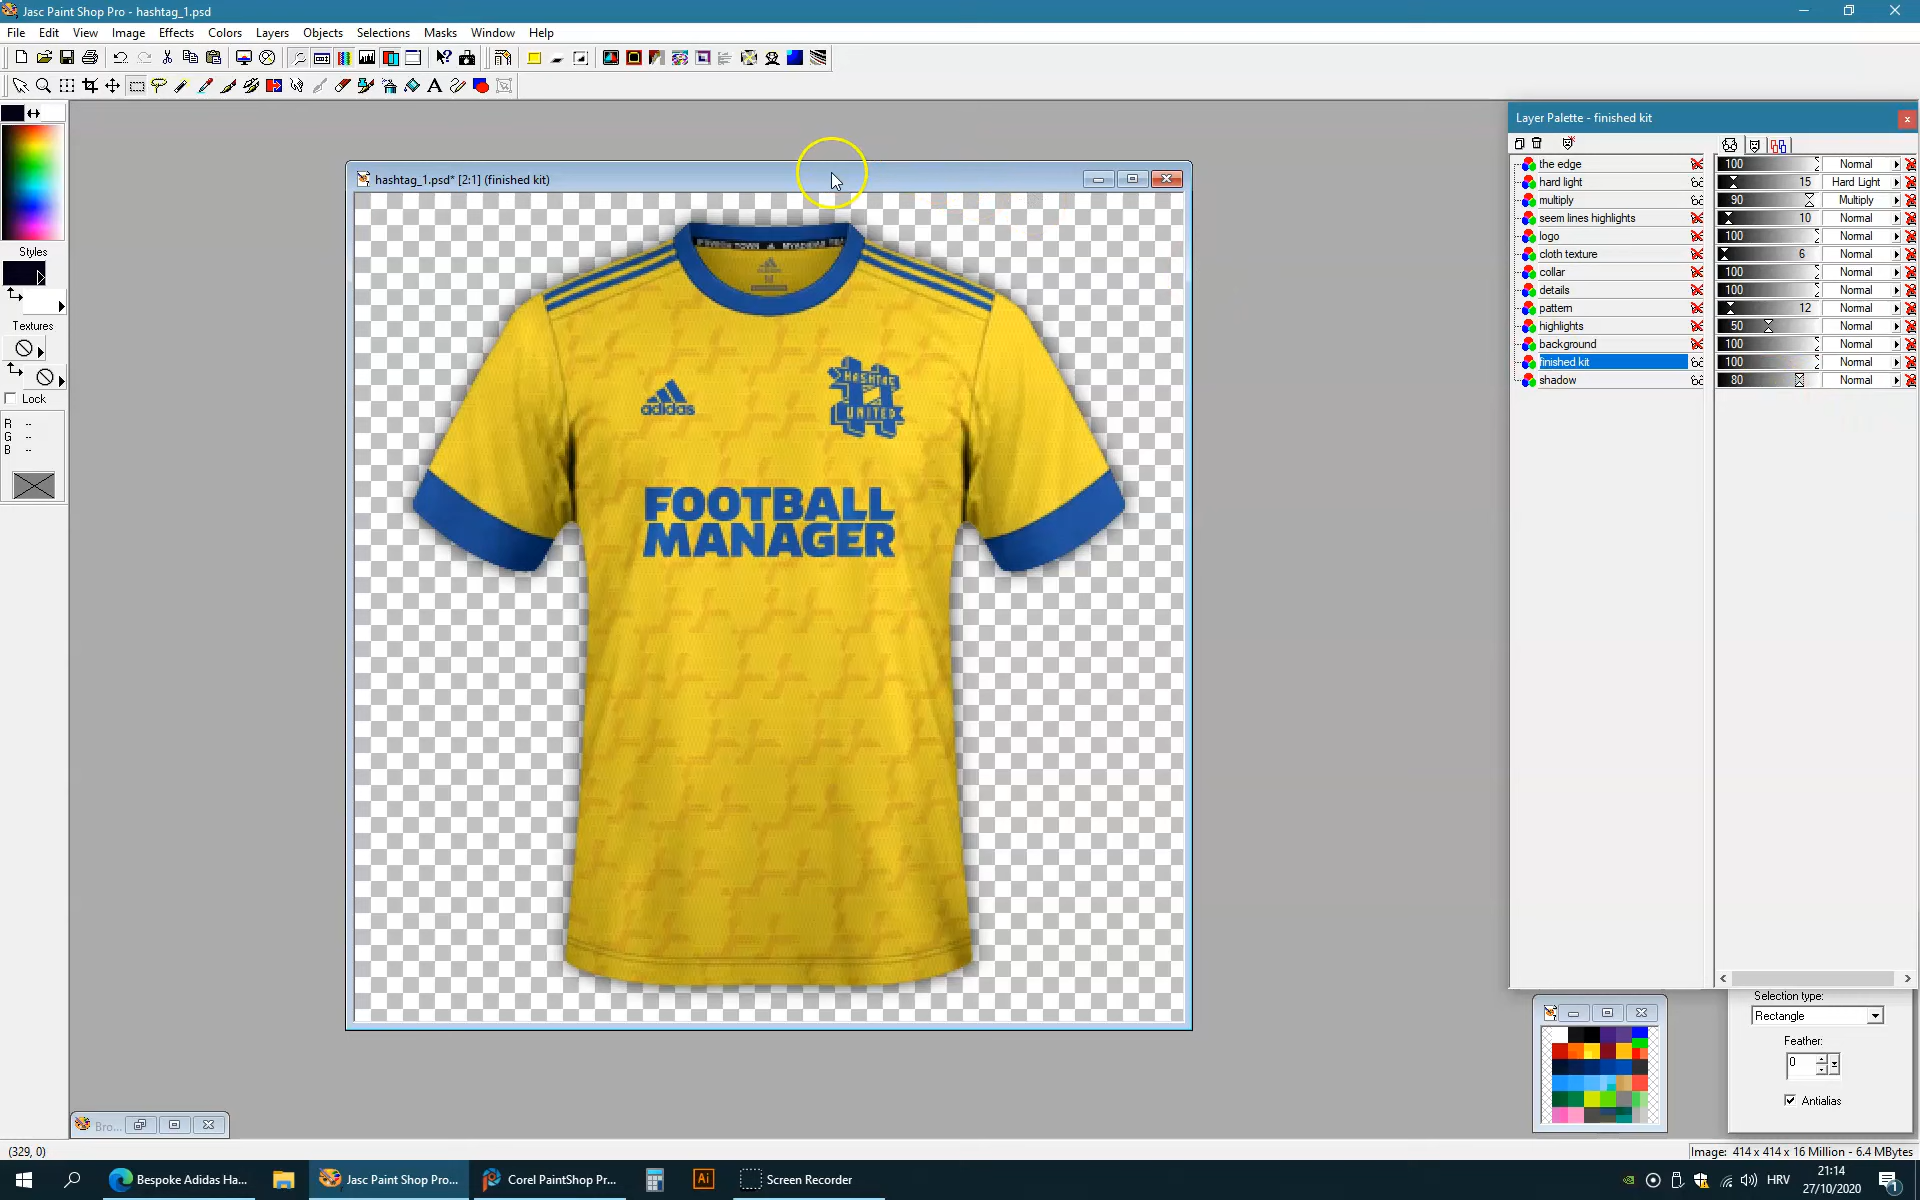 Jasc Paint Shop Pro - hashtag_1.psd
File Edit View Image Effects Colors Layers Objects Selections Masks Window Help
Layer Palette - finished kit
hashtag_1.psd* [2:1] (finished kit)
the edge 100 Normal
hard light 15 Hard Light
multiply 90 Multiply
seem lines highlights 10 Normal
logo 100 Normal
cloth texture 6 Normal
collar 100 Normal
details 100 Normal
pattern 12 Normal
highlights 50 Normal
background 100 Normal
finished kit 100 Normal
shadow 80 Normal
Styles
Textures
Lock
R --
G --
B --
adidas
HASHTAG
UNITED
FOOTBALL
MANAGER
Selection type:
Rectangle
Feather:
0
Antialias
Bro...
(329, 0)
Image: 414 x 414 x 16 Million - 6.4 MBytes
Bespoke Adidas Ha...
Jasc Paint Shop Pro...
Corel PaintShop Pr...
Ai
Screen Recorder
HRV
21:14
27/10/2020
1